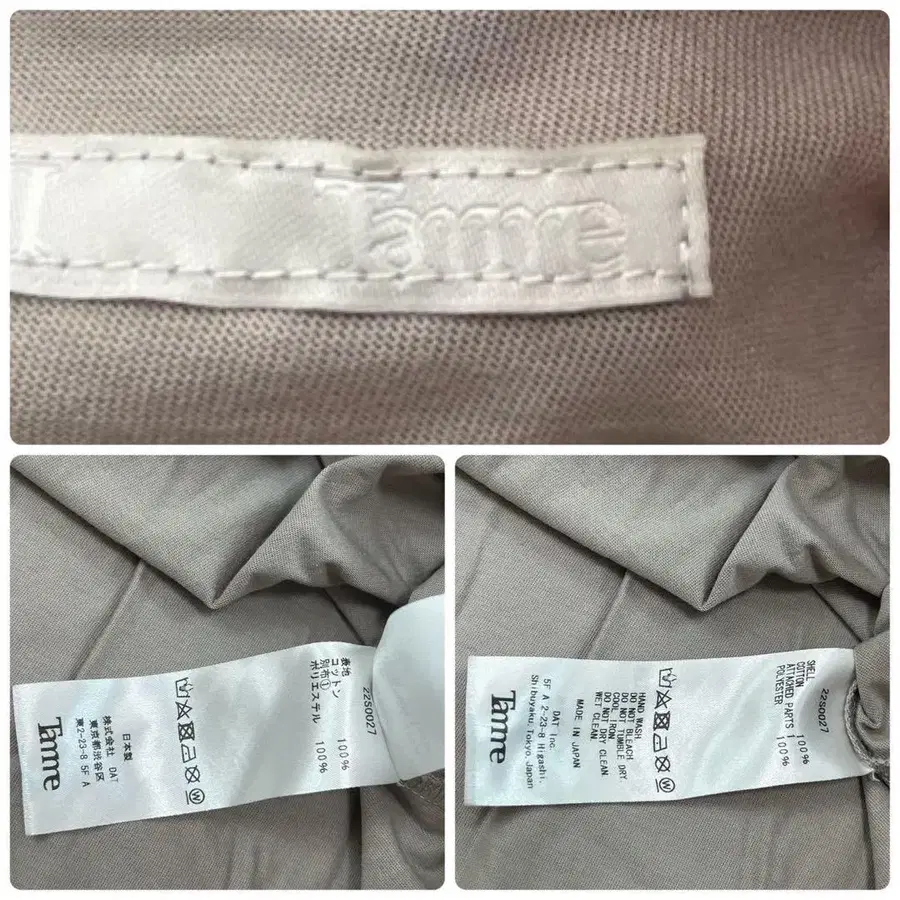 Tamme
22S0027
表地
コットン 100%
別布①
ポリエステル 100%
日本製
株式会社 DAT
東京都渋谷区
東2-23-8 5F A
Tamme
22S0027
SHELL
COTTON 100%
ATTACHED PARTS 1
POLYESTER 100%
HAND WASH
DO NOT BLEACH
DO NOT TUMBLE DRY
COOL IRON
DO NOT DRY CLEAN
WET CLEAN
MADE IN JAPAN
DAT Inc.
5F A 2-23-8 Higashi,
Shibuyaku,Tokyo,Japan
Tamme